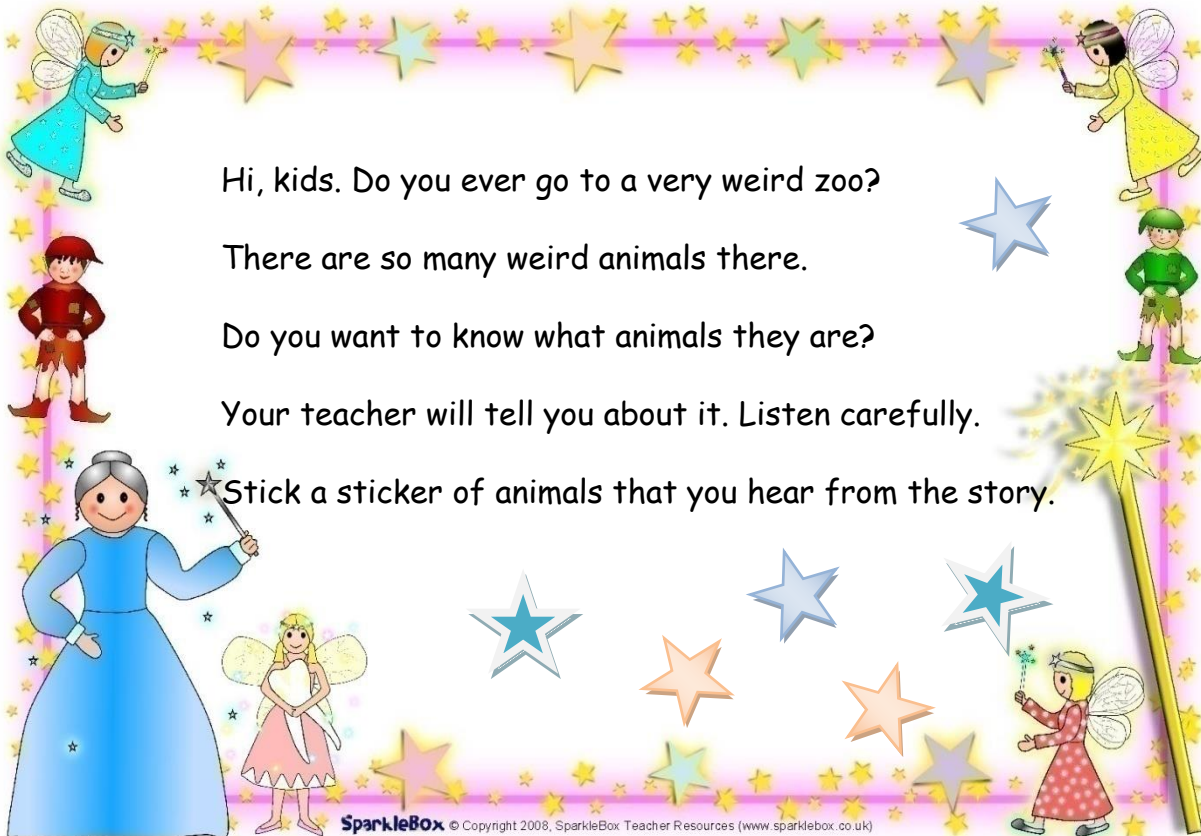 Hi, kids. Do you ever go to a very weird zoo?
There are so many weird animals there.
Do you want to know what animals they are?
Your teacher will tell you about it. Listen carefully.
Stick a sticker of animals that you hear from the story.
SparkleBox © Copyright 2008, SparkleBox Teacher Resources (www.sparklebox.co.uk)